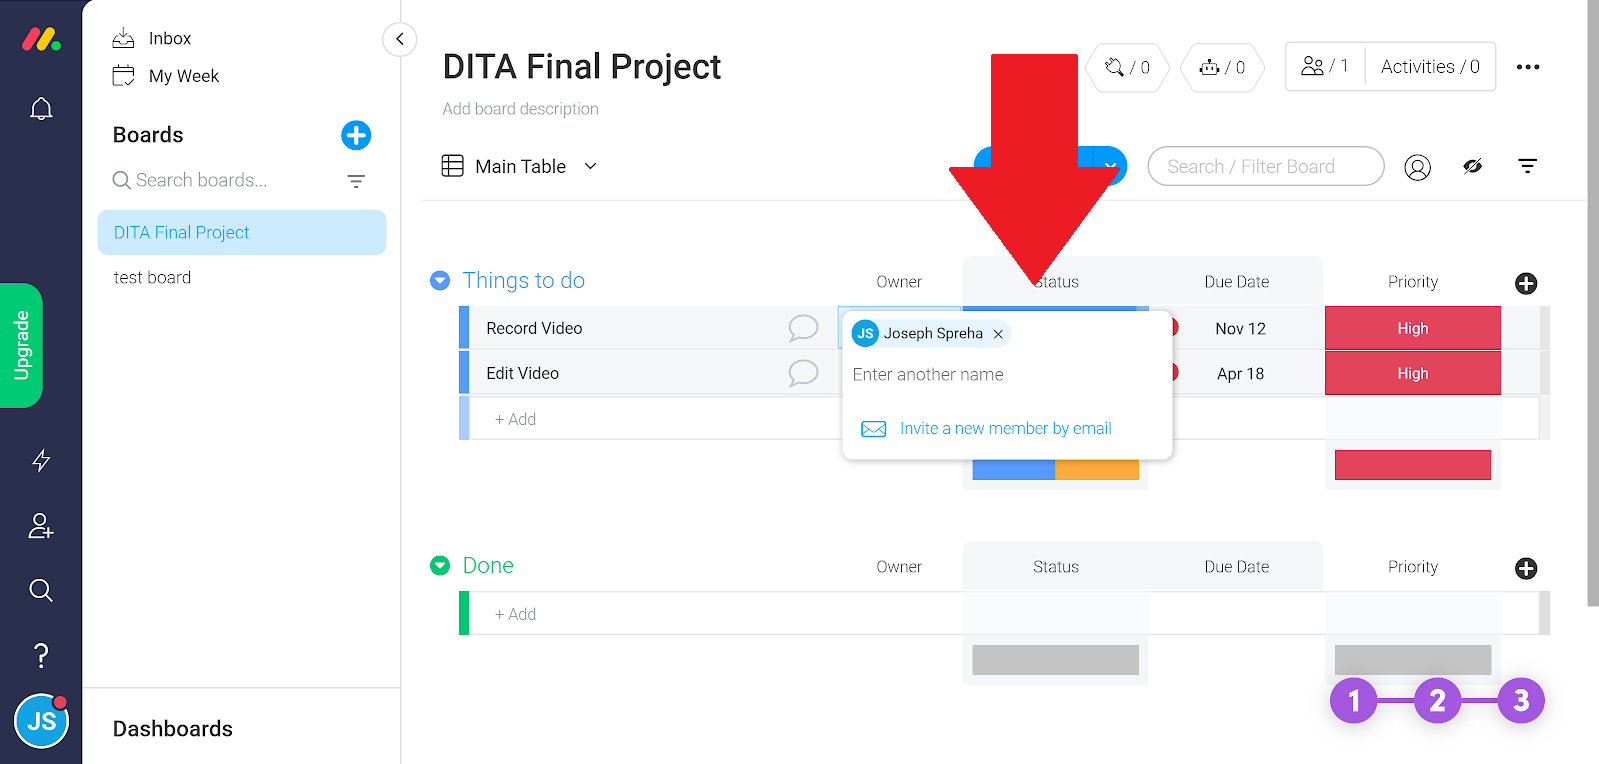 Inbox
My Week
Boards
Search boards...
DITA Final Project
test board
Upgrade
JS
Dashboards
DITA Final Project
Add board description
/ 0
/ 0
/ 1
Activities / 0
Main Table
Search / Filter Board
Things to do
Owner
Status
Due Date
Priority
Record Video
Nov 12
High
Edit Video
Apr 18
High
+ Add
JS Joseph Spreha ×
Enter another name
Invite a new member by email
Done
Owner
Status
Due Date
Priority
+ Add
1 2 3